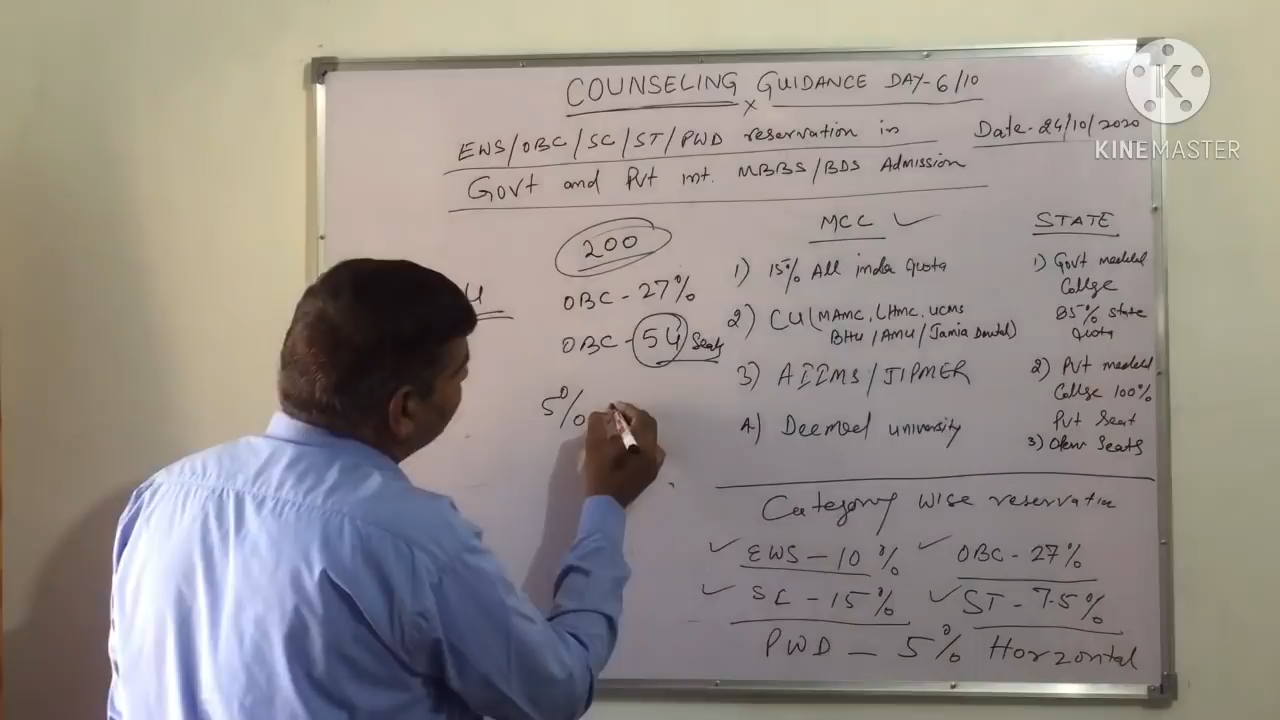 COUNSELING GUIDANCE DAY-6/10
Date-24/10/2020
EWS/OBC/SC/ST/PWD reservation in
Govt and Pvt int. MBBS/BDS Admission
200
OBC-27%
OBC-54 Seats
5%
MCC
1) 15% All india Quota
2) CU (MAMC, LHMC, UCMS
BHU/AMU/Jamia Dental)
3) AIIMS/JIPMER
4) Deemed university
STATE
1) Govt medical
College
85% state
Quota
2) Pvt medical
College 100%
Pvt Seat
3) Seats
Category wise reservation
EWS-10% OBC-27%
SC-15% ST-7.5%
PWD-5% Horzontal
K
KINEMASTER